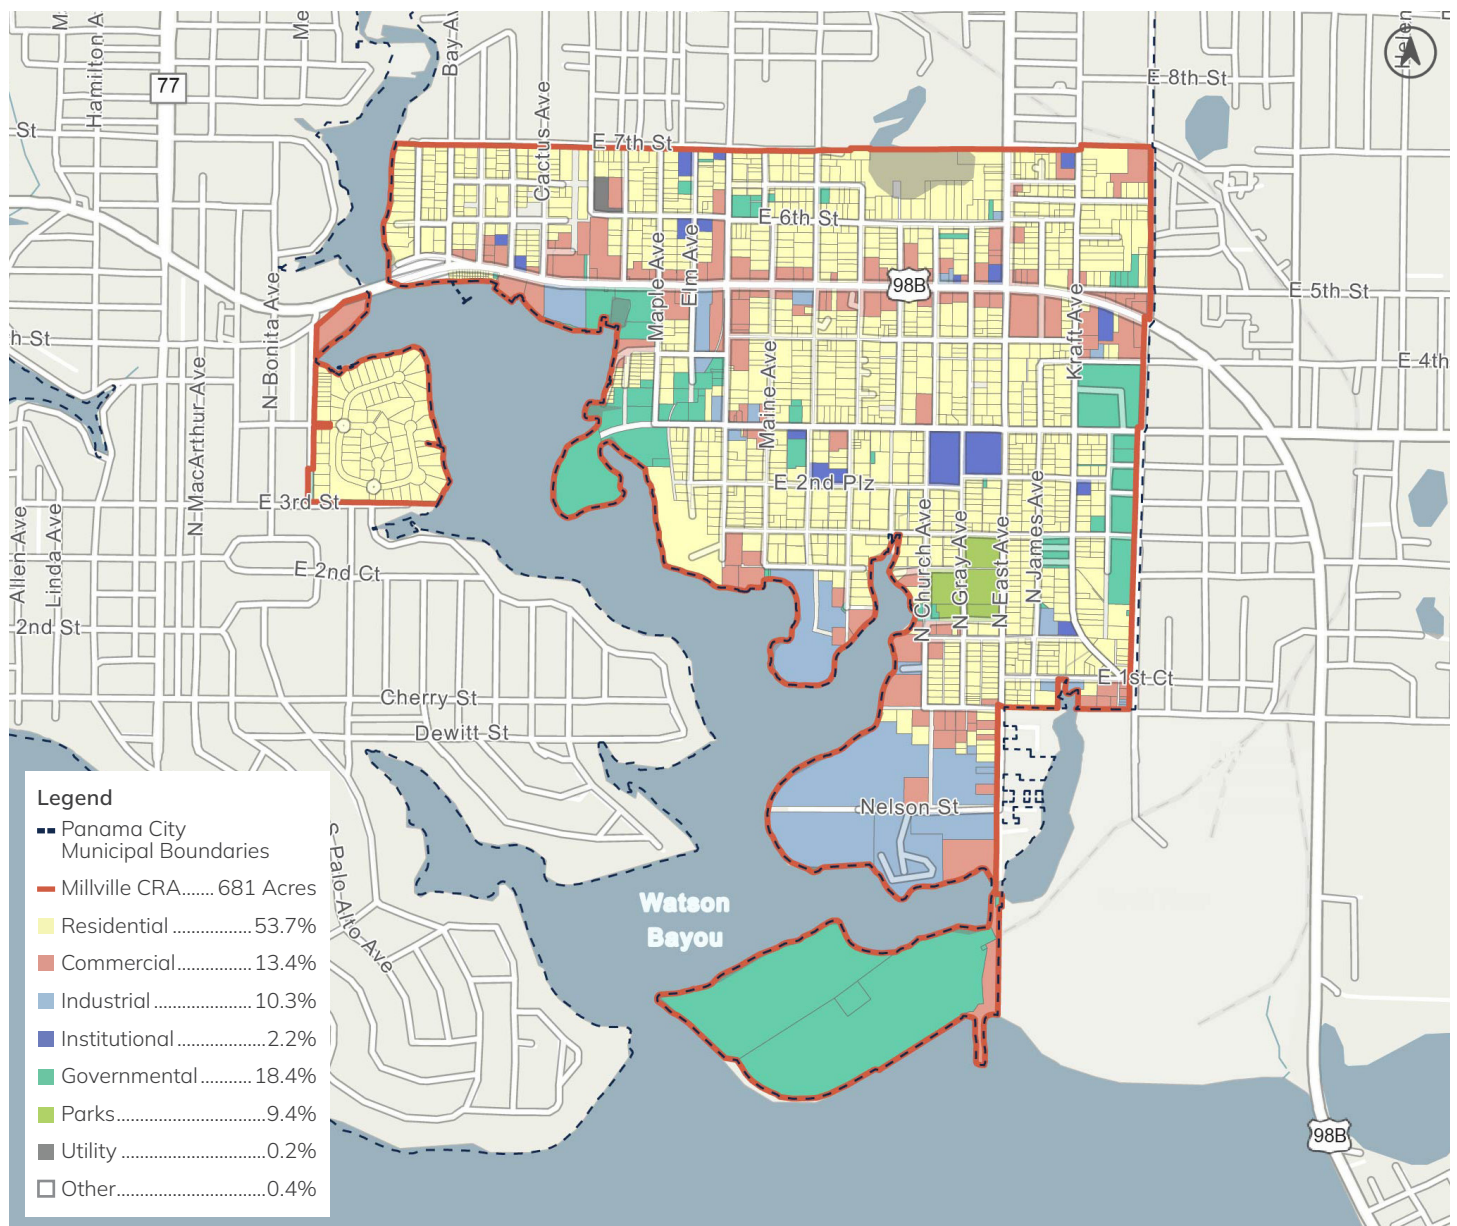 Hamilton A
Bay A
77
E 8th St
St
Cactus Ave
E 7th St
E 6th St
Maple Ave
Elm Ave
98B
E 5th St
N Bonita Ave
h St
N MacArthur Ave
Kraft Ave
E 4th
Maine Ave
E 3rd St
E 2nd Plz
Allen Ave
Linda Ave
E 2nd Ct
N Church Ave
N Gray Ave
N East Ave
N James Ave
2nd St
E 1st Ct
Cherry St
Dewitt St
Nelson St
S Palo Alto Ave
Watson
Bayou
98B
Legend
Panama City
Municipal Boundaries
Millville CRA....... 681 Acres
Residential ................. 53.7%
Commercial............... 13.4%
Industrial .................... 10.3%
Institutional ...................2.2%
Governmental........... 18.4%
Parks..............................9.4%
Utility .............................0.2%
Other..............................0.4%